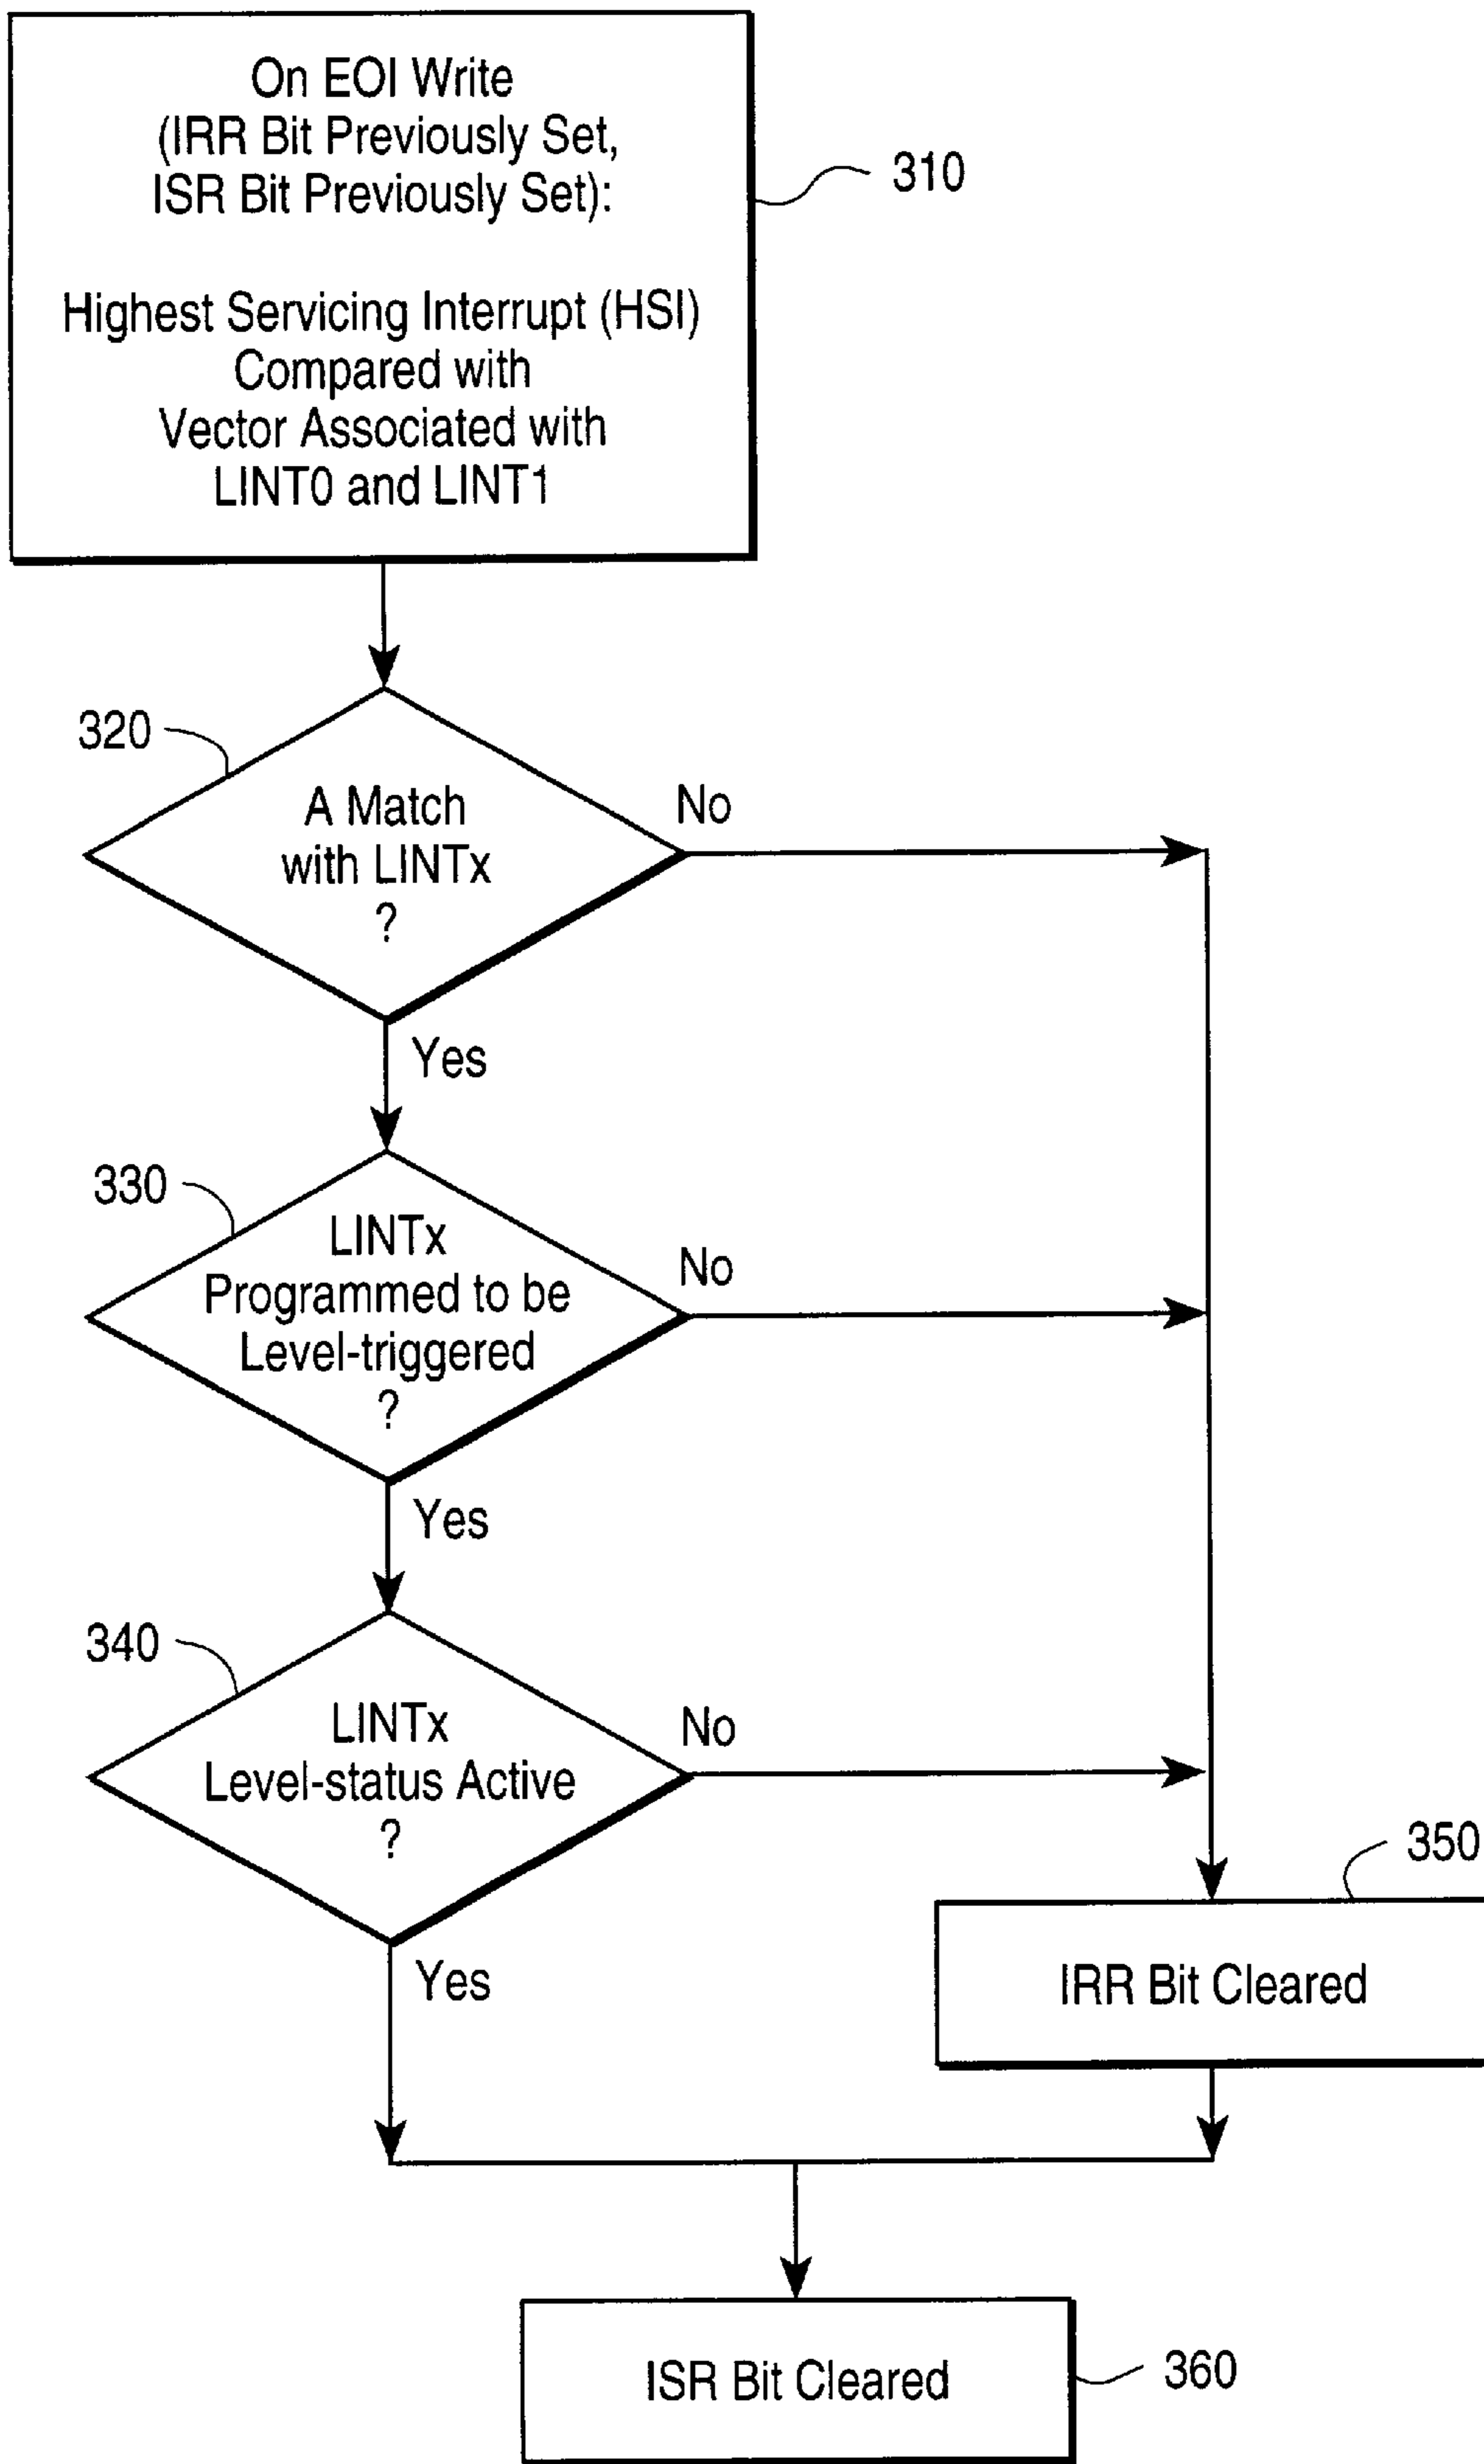 On EOI Write
(IRR Bit Previously Set,
ISR Bit Previously Set):
Highest Servicing Interrupt (HSI)
Compared with
Vector Associated with
LINT0 and LINT1
310
320
A Match
with LINTx
?
No
Yes
330
LINTx
Programmed to be
Level-triggered
?
No
Yes
340
LINTx
Level-status Active
?
No
Yes
350
IRR Bit Cleared
ISR Bit Cleared
360